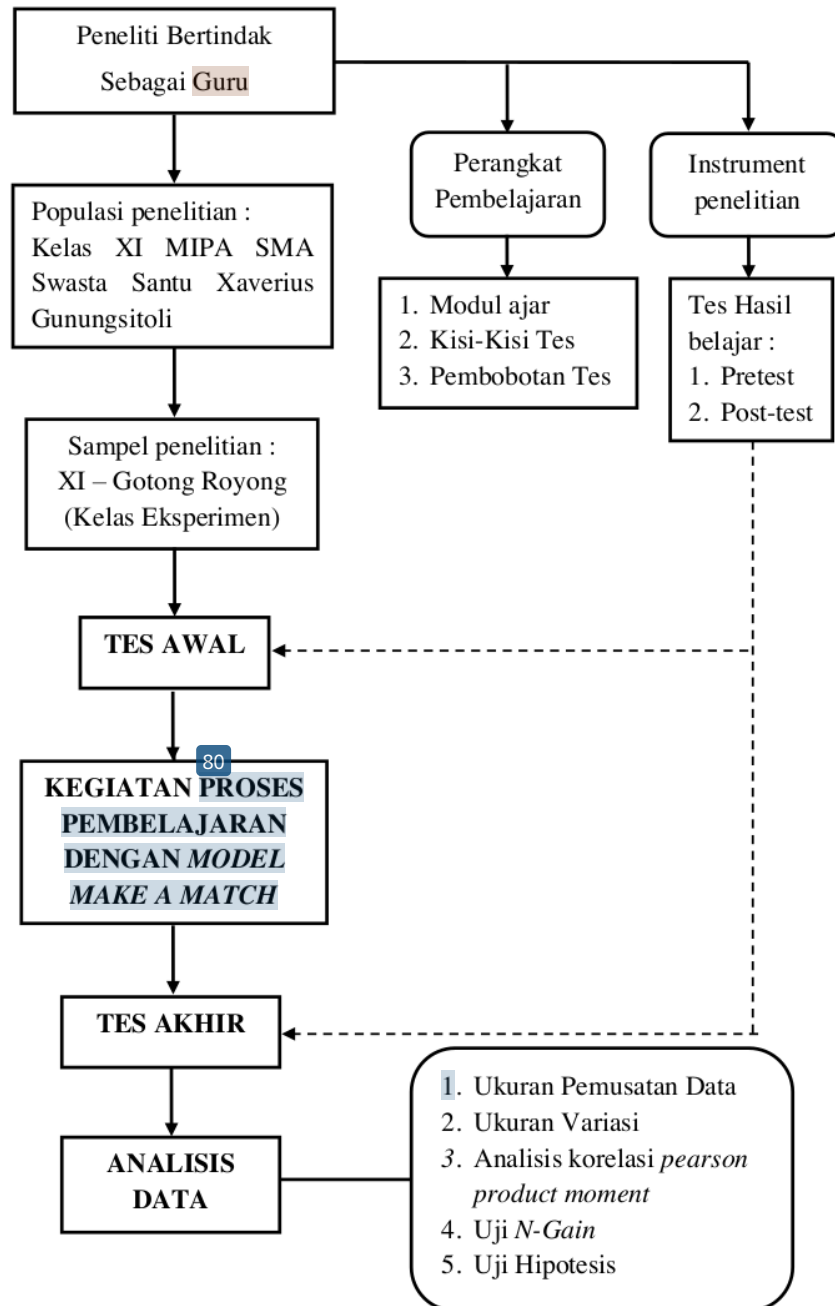 Peneliti Bertindak
Sebagai Guru
Perangkat
Pembelajaran
Instrument
penelitian
Populasi penelitian :
Kelas XI MIPA SMA
Swasta Santu Xaverius
Gunungsitoli
1. Modul ajar
2. Kisi-Kisi Tes
3. Pembobotan Tes
Tes Hasil
belajar :
1. Pretest
2. Post-test
Sampel penelitian :
XI – Gotong Royong
(Kelas Eksperimen)
TES AWAL
80
KEGIATAN PROSES
PEMBELAJARAN
DENGAN MODEL
MAKE A MATCH
TES AKHIR
ANALISIS
DATA
1. Ukuran Pemusatan Data
2. Ukuran Variasi
3. Analisis korelasi pearson
product moment
4. Uji N-Gain
5. Uji Hipotesis